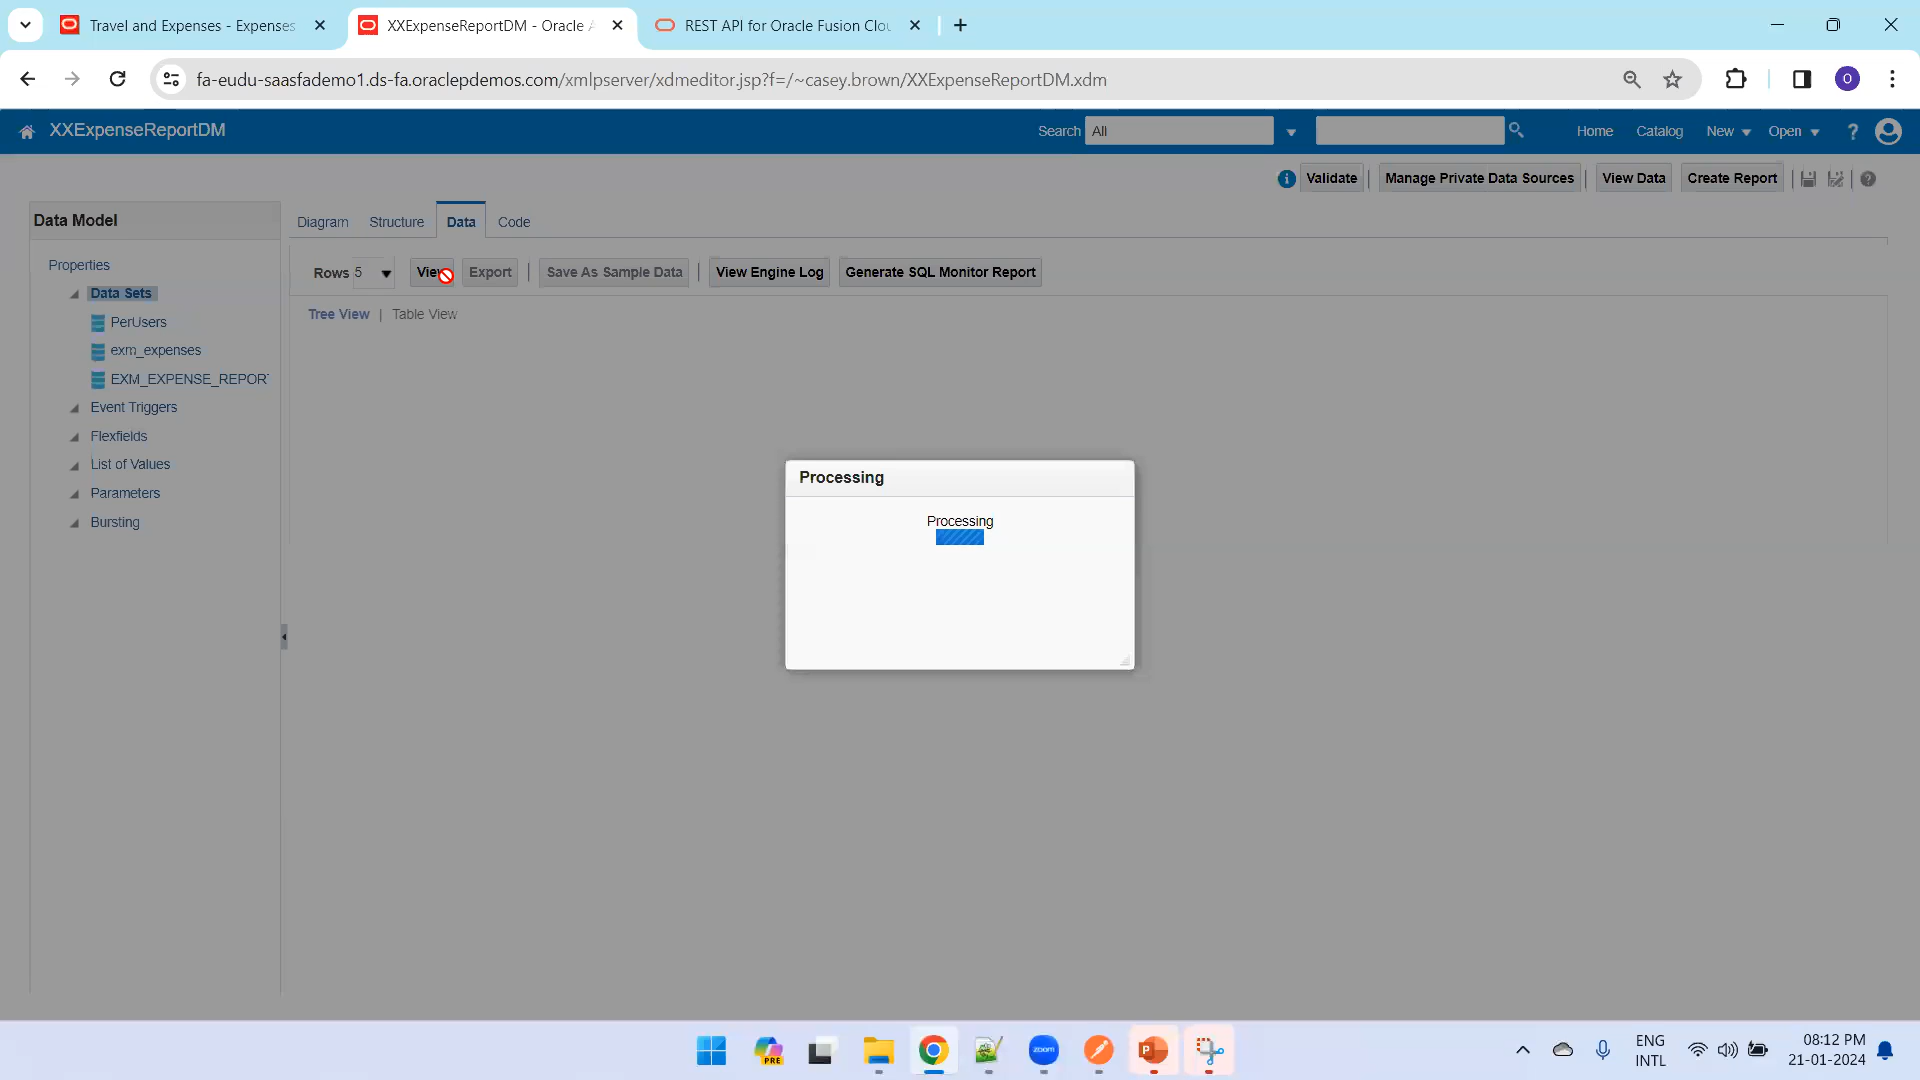 Travel and Expenses - Expenses
XXExpenseReportDM - Oracle A
REST API for Oracle Fusion Clou
fa-eudu-saasfademo1.ds-fa.oraclepdemos.com/xmlpserver/xdmeditor.jsp?f=/~casey.brown/XXExpenseReportDM.xdm
O
XXExpenseReportDM
Search All
Home Catalog New Open ?
Validate | Manage Private Data Sources | View Data Create Report
Data Model
Diagram Structure Data Code
Properties
Data Sets
PerUsers
exm_expenses
EXM_EXPENSE_REPORT
Event Triggers
Flexfields
List of Values
Parameters
Bursting
Rows 5 View Export | Save As Sample Data | View Engine Log Generate SQL Monitor Report
Tree View | Table View
Processing
Processing
PRE
zoom
ENG
INTL
08:12 PM
21-01-2024